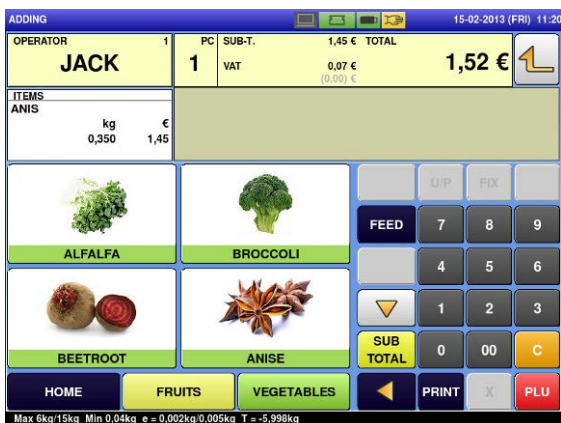 ADDING 15-02-2013 (FRI) 11:20
OPERATOR 1 PC SUB-T. 1,45 € TOTAL
JACK 1 VAT 0,07 € 1,52 €
(0,00) €
ITEMS
ANIS
kg €
0,350 1,45
U/P FIX
FEED 7 8 9
ALFALFA BROCCOLI
4 5 6
1 2 3
BEETROOT ANISE
SUB TOTAL 0 00 C
HOME FRUITS VEGETABLES PRINT X PLU
Max 6kg/15kg Min 0,04kg e = 0,002kg/0,005kg T = -5,998kg